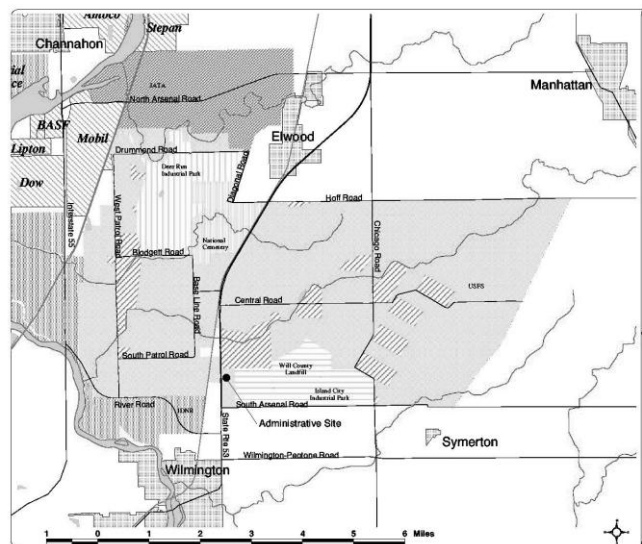 Amoco
Stepan
Channahon
ial
ce
JATA
North Arsenal Road
Manhattan
BASF
Mobil
Elwood
Lipton
Drummond Road
Dow
Deer Run
Industrial Park
Diagonal Road
Hoff Road
Interstate 55
West Patrol Road
National
Cemetery
Chicago Road
Blodgett Road
Base Line Road
USFS
Central Road
South Patrol Road
Will County
Landfill
Island City
Industrial Park
River Road
IDNR
South Arsenal Road
Administrative Site
State Rte 53
Symerton
Wilmington
Wilmington-Peotone Road
1 0 1 2 3 4 5 6 Miles